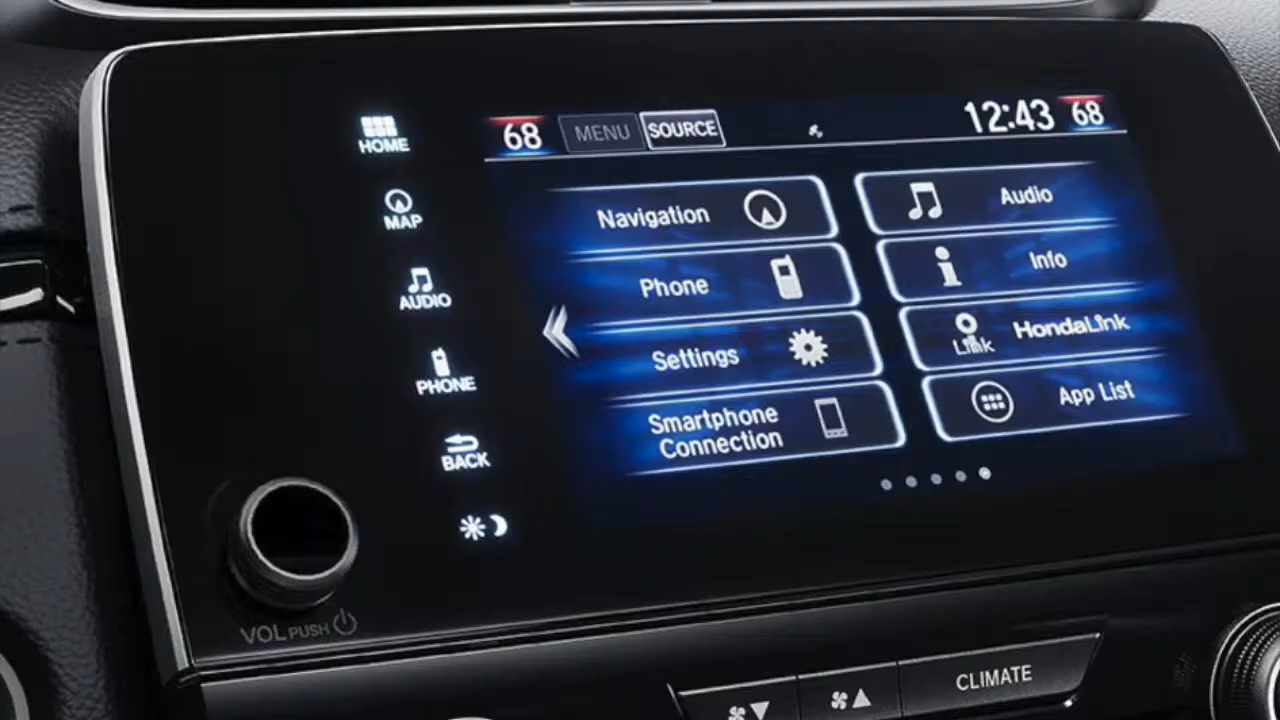 HOME
MAP
AUDIO
PHONE
BACK
68 MENU SOURCE 12:43 68
Navigation
Audio
Phone
Info
Settings
Link HondaLink
Smartphone
Connection
App List
VOL PUSH
CLIMATE